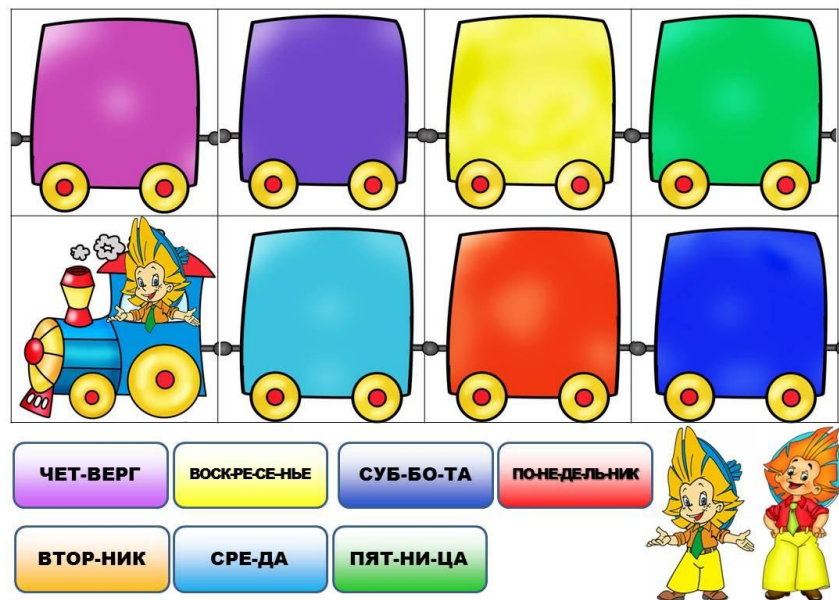 ЧЕТ-ВЕРГ ВОСК-РЕ-СЕ-НЬЕ СУБ-БО-ТА ПО-НЕ-ДЕ-ЛЬ-НИК
ВТОР-НИК СРЕ-ДА ПЯТ-НИ-ЦА